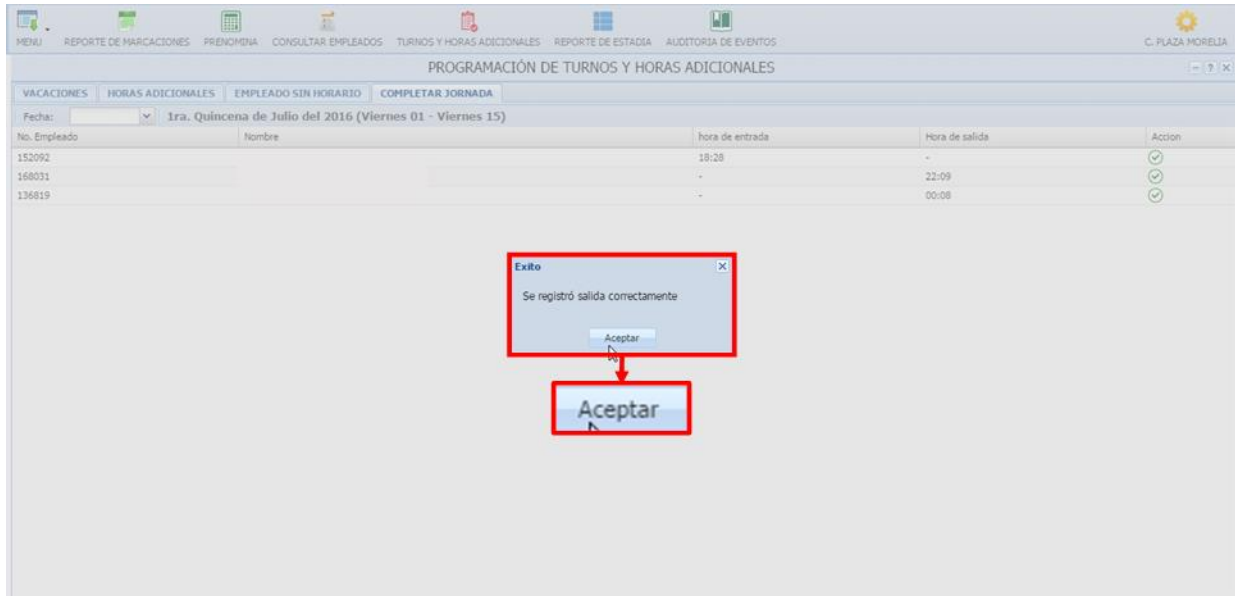 MENU REPORTE DE MARCACIONES PRENOMINA CONSULTAR EMPLEADOS TURNOS Y HORAS ADICIONALES REPORTE DE ESTADIA AUDITORIA DE EVENTOS C. PLAZA MORELIA
PROGRAMACIÓN DE TURNOS Y HORAS ADICIONALES
VACACIONES HORAS ADICIONALES EMPLEADO SIN HORARIO COMPLETAR JORNADA
Fecha: 1ra. Quincena de Julio del 2016 (Viernes 01 - Viernes 15)
No. Empleado Nombre hora de entrada Hora de salida Accion
152092 18:28 -
168031 - 22:09
136819 - 00:08
Exito
Se registró salida correctamente
Aceptar
Aceptar